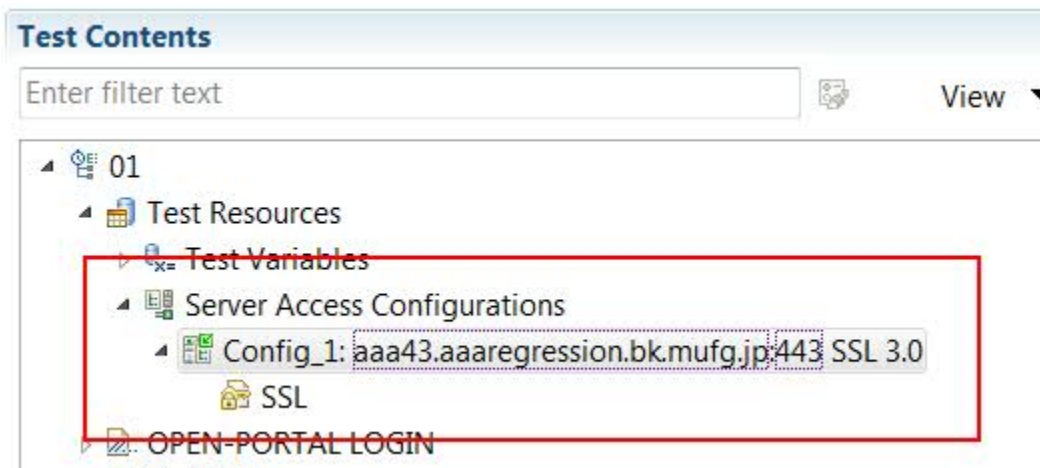 Test Contents
Enter filter text
View
01
Test Resources
Test Variables
Server Access Configurations
Config_1: aaa43.aaaregression.bk.mufg.jp:443 SSL 3.0
SSL
OPEN-PORTAL LOGIN